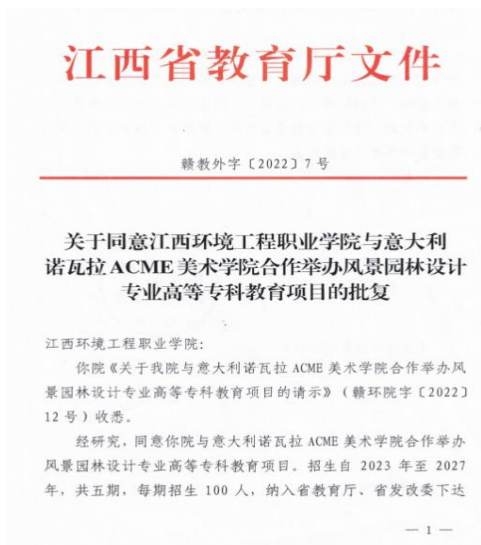 江西省教育厅文件
赣教外字〔2022〕7号
关于同意江西环境工程职业学院与意大利
诺瓦拉ACME美术学院合作举办风景园林设计
专业高等专科教育项目的批复
江西环境工程职业学院:
你院《关于我院与意大利诺瓦拉ACME美术学院合作举办风
景园林设计专业高等专科教育项目的请示》（赣环院字〔2022〕
12号）收悉。
经研究，同意你院与意大利诺瓦拉ACME美术学院合作举办
风景园林设计专业高等专科教育项目。招生自2023年至2027
年，共五期，每期招生100人，纳入省教育厅、省发改委下达
— 1 —